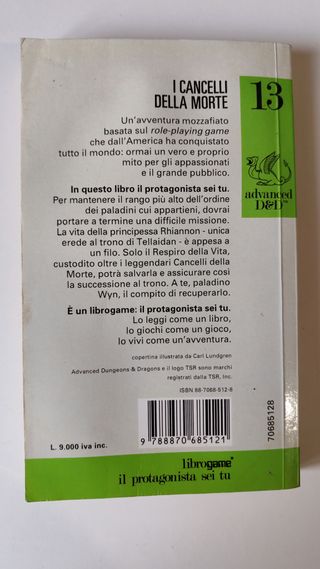 I CANCELLI
DELLA MORTE
13
Un'avventura mozzafiato
basata sul role-playing game
che dall'America ha conquistato
tutto il mondo: ormai un vero e proprio
mito per gli appassionati
e il grande pubblico.
advanced
D&D™
In questo libro il protagonista sei tu.
Per mantenere il rango più alto dell'ordine
dei paladini cui appartieni, dovrai
portare a termine una difficile missione.
La vita della principessa Rhiannon - unica
erede al trono di Tellaidan - è appesa a
un filo. Solo il Respiro della Vita,
custodito oltre i leggendari Cancelli della
Morte, potrà salvarla e assicurare così
la successione al trono. A te, paladino
Wyn, il compito di recuperarlo.
È un librogame: il protagonista sei tu.
Lo leggi come un libro,
lo giochi come un gioco,
lo vivi come un'avventura.
copertina illustrata da Carl Lundgren
Advanced Dungeons & Dragons e il logo TSR sono marchi
registrati dalla TSR, Inc.
ISBN 88-7068-512-8
70685128
L. 9.000 iva inc.
9 788870 685121
librogame®
il protagonista sei tu